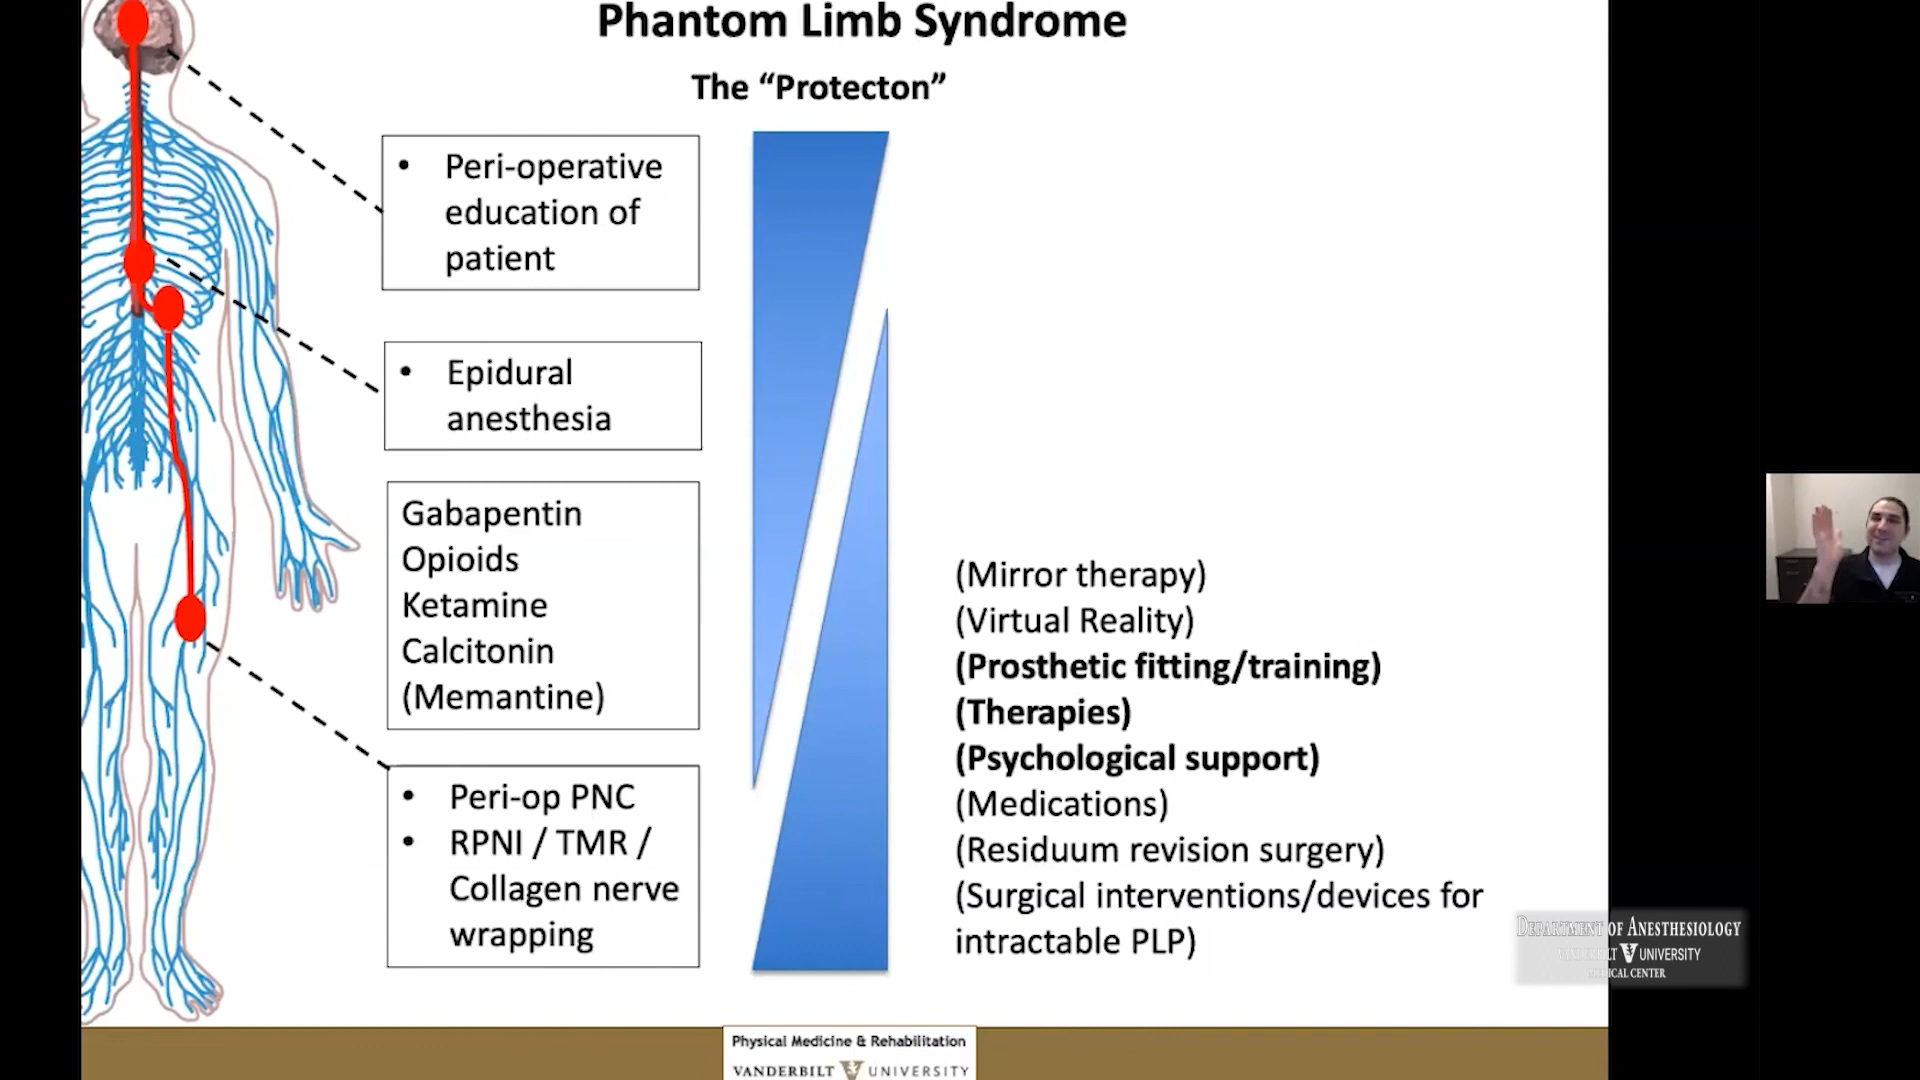 Phantom Limb Syndrome
The “Protecton”
• Peri-operative
education of
patient
• Epidural
anesthesia
Gabapentin
Opioids
Ketamine
Calcitonin
(Memantine)
• Peri-op PNC
• RPNI / TMR /
Collagen nerve
wrapping
(Mirror therapy)
(Virtual Reality)
(Prosthetic fitting/training)
(Therapies)
(Psychological support)
(Medications)
(Residuum revision surgery)
(Surgical interventions/devices for
intractable PLP)
DEPARTMENT OF ANESTHESIOLOGY
VANDERBILT UNIVERSITY
MEDICAL CENTER
Physical Medicine & Rehabilitation
VANDERBILT UNIVERSITY